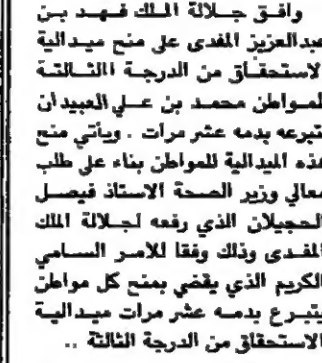 وافق جلالة الملك فهد بن
عبدالعزيز المفدى على منح ميدالية
الاستحقاق من الدرجة الثالثة
لمواطن محمد بن علي العبيدان
تبرعه بدمه عشر مرات . ويأتي منح
هذه الميدالية للمواطن بناء على طلب
معالي وزير الصحة الاستاذ فيصل
الحجيلان الذي رفعه لجلالة الملك
المفدى وذلك وفقا للامر السامي
الكريم الذي يقضي بمنح كل مواطن
يتبرع بدمه عشر مرات ميدالية
الاستحقاق من الدرجة الثالثة ..